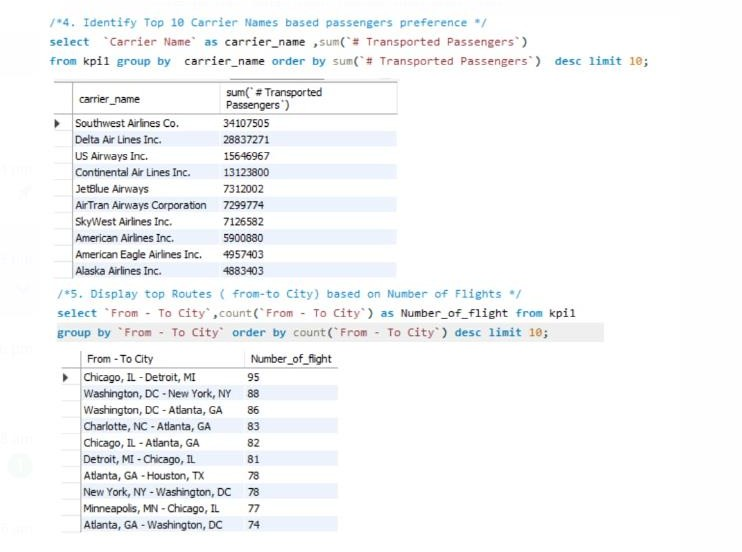 /*4. Identify Top 10 Carrier Names based passengers preference */
select `Carrier Name` as carrier_name ,sum(`# Transported Passengers`)
from kpi1 group by carrier_name order by sum(`# Transported Passengers`) desc limit 10;
carrier_name sum(`# Transported
Passengers`)
Southwest Airlines Co. 34107505
Delta Air Lines Inc. 28837271
US Airways Inc. 15646967
Continental Air Lines Inc. 13123800
JetBlue Airways 7312002
AirTran Airways Corporation 7299774
SkyWest Airlines Inc. 7126582
American Airlines Inc. 5900880
American Eagle Airlines Inc. 4957403
Alaska Airlines Inc. 4883403
/*5. Display top Routes ( from-to City) based on Number of Flights */
select `From - To City`,count(`From - To City`) as Number_of_flight from kpi1
group by `From - To City` order by count(`From - To City`) desc limit 10;
From - To City Number_of_flight
Chicago, IL - Detroit, MI 95
Washington, DC - New York, NY 88
Washington, DC - Atlanta, GA 86
Charlotte, NC - Atlanta, GA 83
Chicago, IL - Atlanta, GA 82
Detroit, MI - Chicago, IL 81
Atlanta, GA - Houston, TX 78
New York, NY - Washington, DC 78
Minneapolis, MN - Chicago, IL 77
Atlanta, GA - Washington, DC 74